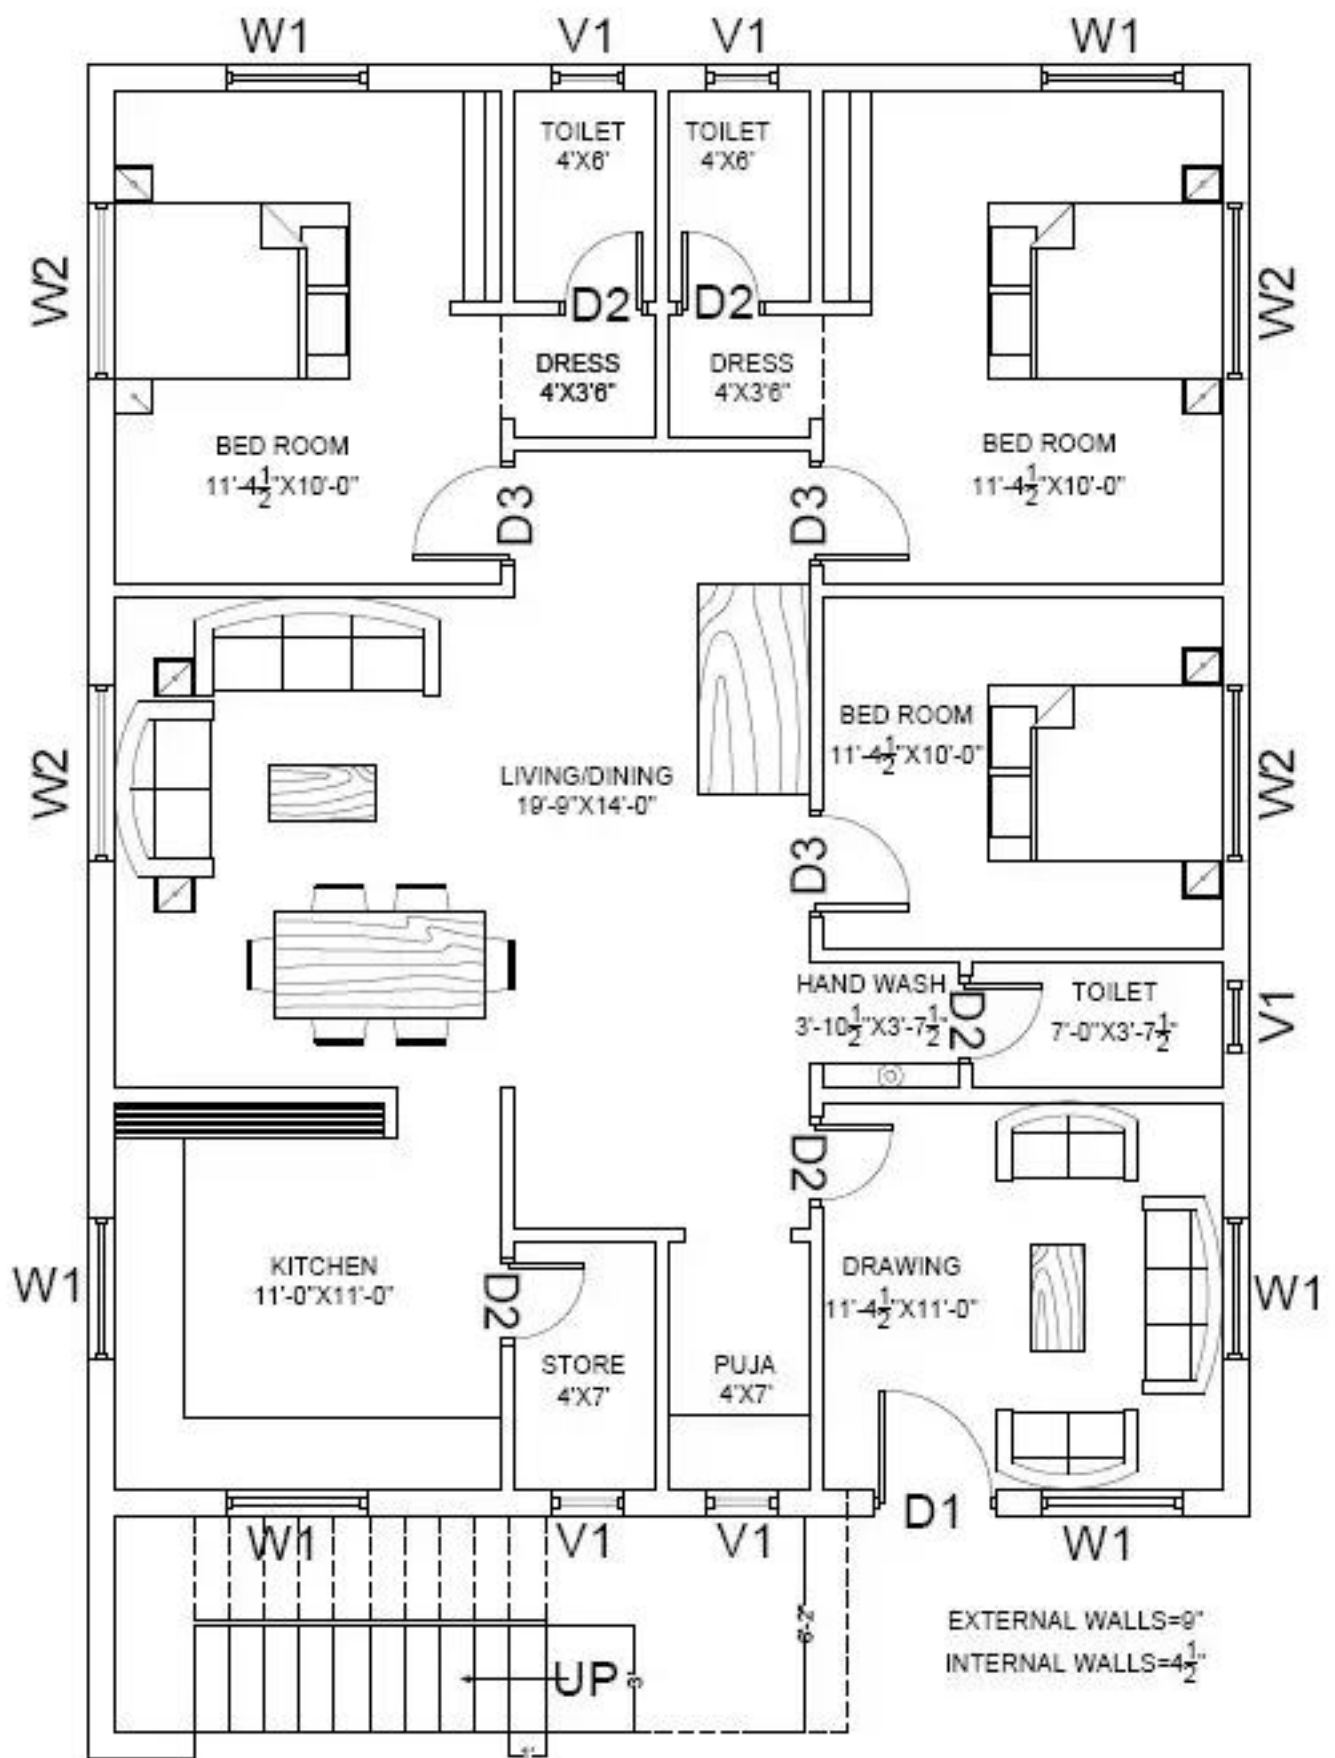 W1
V1
V1
W1
TOILET
4'X6'
TOILET
4'X6'
W2
W2
D2
D2
DRESS
4'X3'6"
DRESS
4'X3'6"
BED ROOM
11'-4½"X10'-0"
BED ROOM
11'-4½"X10'-0"
D3
D3
W2
BED ROOM
11'-4½"X10'-0"
W2
LIVING/DINING
19'-9"X14'-0"
D3
HAND WASH
3'-10½"X3'-7½"
D2
TOILET
7'-0"X3'-7½"
V1
D2
W1
KITCHEN
11'-0"X11'-0"
D2
DRAWING
11'-4½"X11'-0"
W1
STORE
4'X7'
PUJA
4'X7'
D1
W1
V1
V1
W1
6'-2"
EXTERNAL WALLS=9"
INTERNAL WALLS=4½"
UP
3'
1'